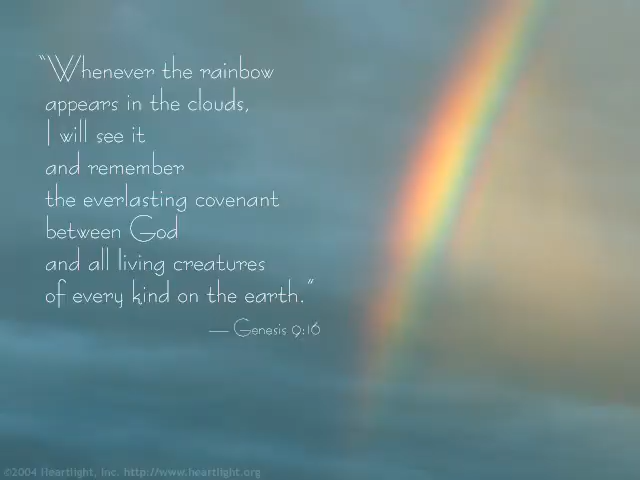 “Whenever the rainbow
appears in the clouds,
I will see it
and remember
the everlasting covenant
between God
and all living creatures
of every kind on the earth.”
— Genesis 9:16
©2004 Heartlight, Inc. http://www.heartlight.org